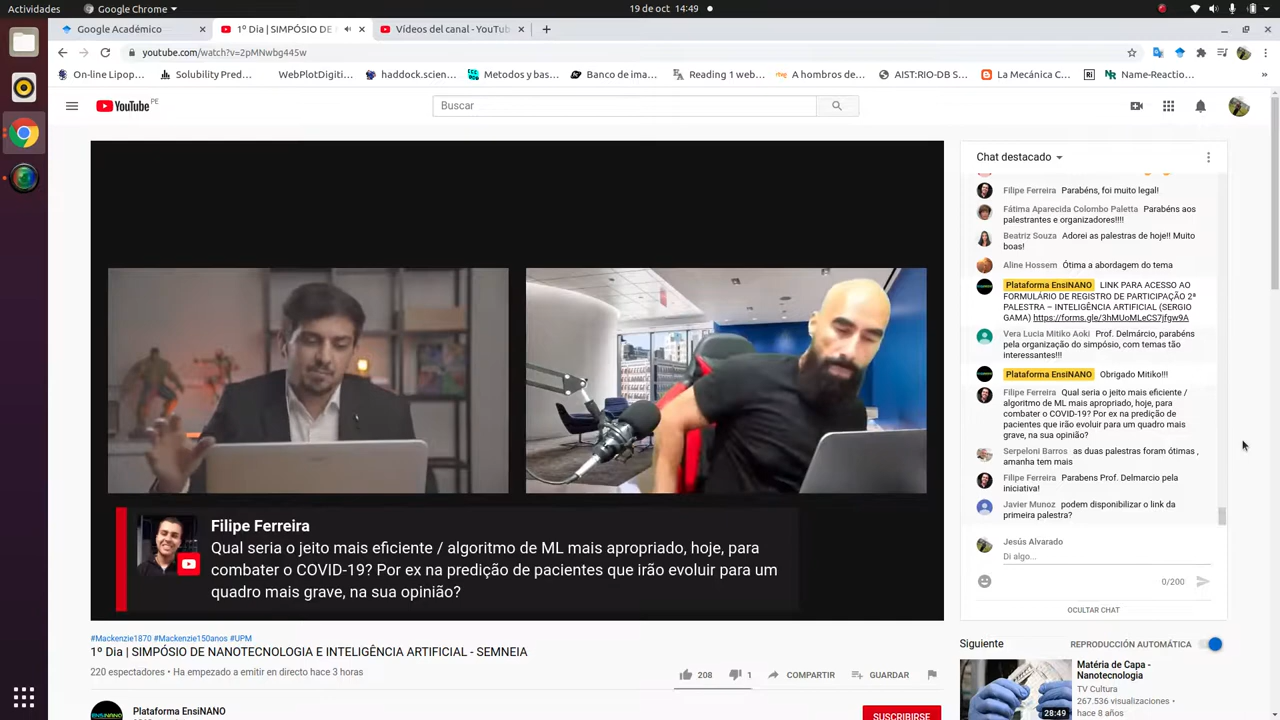 Actividades
Google Chrome
19 de oct 14:49
Google Académico
1º Dia | SIMPÓSIO DE
Vídeos del canal - YouTub
youtube.com/watch?v=2pMNwbg445w
On-line Lipop...
Solubility Pred...
WebPlotDigiti...
haddock.scien...
Metodos y bas...
Banco de ima...
Reading 1 web...
A hombros de...
AIST:RIO-DB S...
La Mecánica C...
Name-Reactio...
YouTube PE
Buscar
Chat destacado
Filipe Ferreira Parabéns, foi muito legal!
Fátima Aparecida Colombo Paletta Parabéns aos
palestrantes e organizadores!!!!
Beatriz Souza Adorei as palestras de hoje!! Muito
boas!
Aline Hossem Ótima a abordagem do tema
Plataforma EnsiNANO LINK PARA ACESSO AO
FORMULÁRIO DE REGISTRO DE PARTICIPAÇÃO 2ª
PALESTRA – INTELIGÊNCIA ARTIFICIAL (SERGIO
GAMA) https://forms.gle/3hMUoMLeCS7jfgw9A
Vera Lucia Mitiko Aoki Prof. Delmárcio, parabéns
pela organização do simpósio, com temas tão
interessantes!!!
Plataforma EnsiNANO Obrigado Mitiko!!!
Filipe Ferreira Qual seria o jeito mais eficiente /
algoritmo de ML mais apropriado, hoje, para
combater o COVID-19? Por ex na predição de
pacientes que irão evoluir para um quadro mais
grave, na sua opinião?
Serpeloni Barros as duas palestras foram ótimas ,
amanha tem mais
Filipe Ferreira Parabens Prof. Delmarcio pela
iniciativa!
Javier Munoz podem disponibilizar o link da
primeira palestra?
Jesús Alvarado
Di algo...
0/200
OCULTAR CHAT
Filipe Ferreira
Qual seria o jeito mais eficiente / algoritmo de ML mais apropriado, hoje, para
combater o COVID-19? Por ex na predição de pacientes que irão evoluir para um
quadro mais grave, na sua opinião?
#Mackenzie1870 #Mackenzie150anos #UPM
1º Dia | SIMPÓSIO DE NANOTECNOLOGIA E INTELIGÊNCIA ARTIFICIAL - SEMNEIA
220 espectadores • Ha empezado a emitir en directo hace 3 horas
208
1
COMPARTIR
GUARDAR
Plataforma EnsiNANO
SUSCRIBIRSE
Siguiente
REPRODUCCIÓN AUTOMÁTICA
Matéria de Capa -
Nanotecnologia
TV Cultura
267.536 visualizaciones •
hace 8 años
28:49